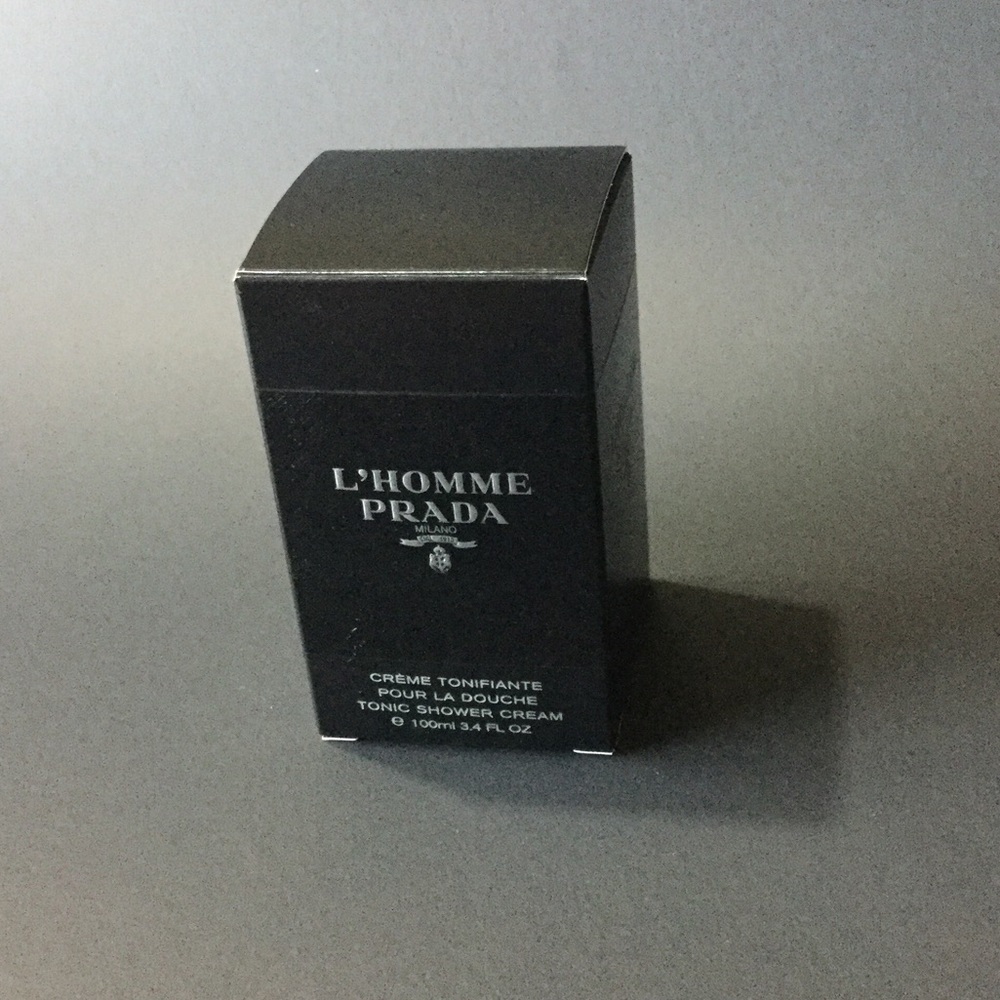 L'HOMME
PRADA
MILANO
CRÈME TONIFIANTE
POUR LA DOUCHE
TONIC SHOWER CREAM
℮ 100ml 3.4 FL OZ